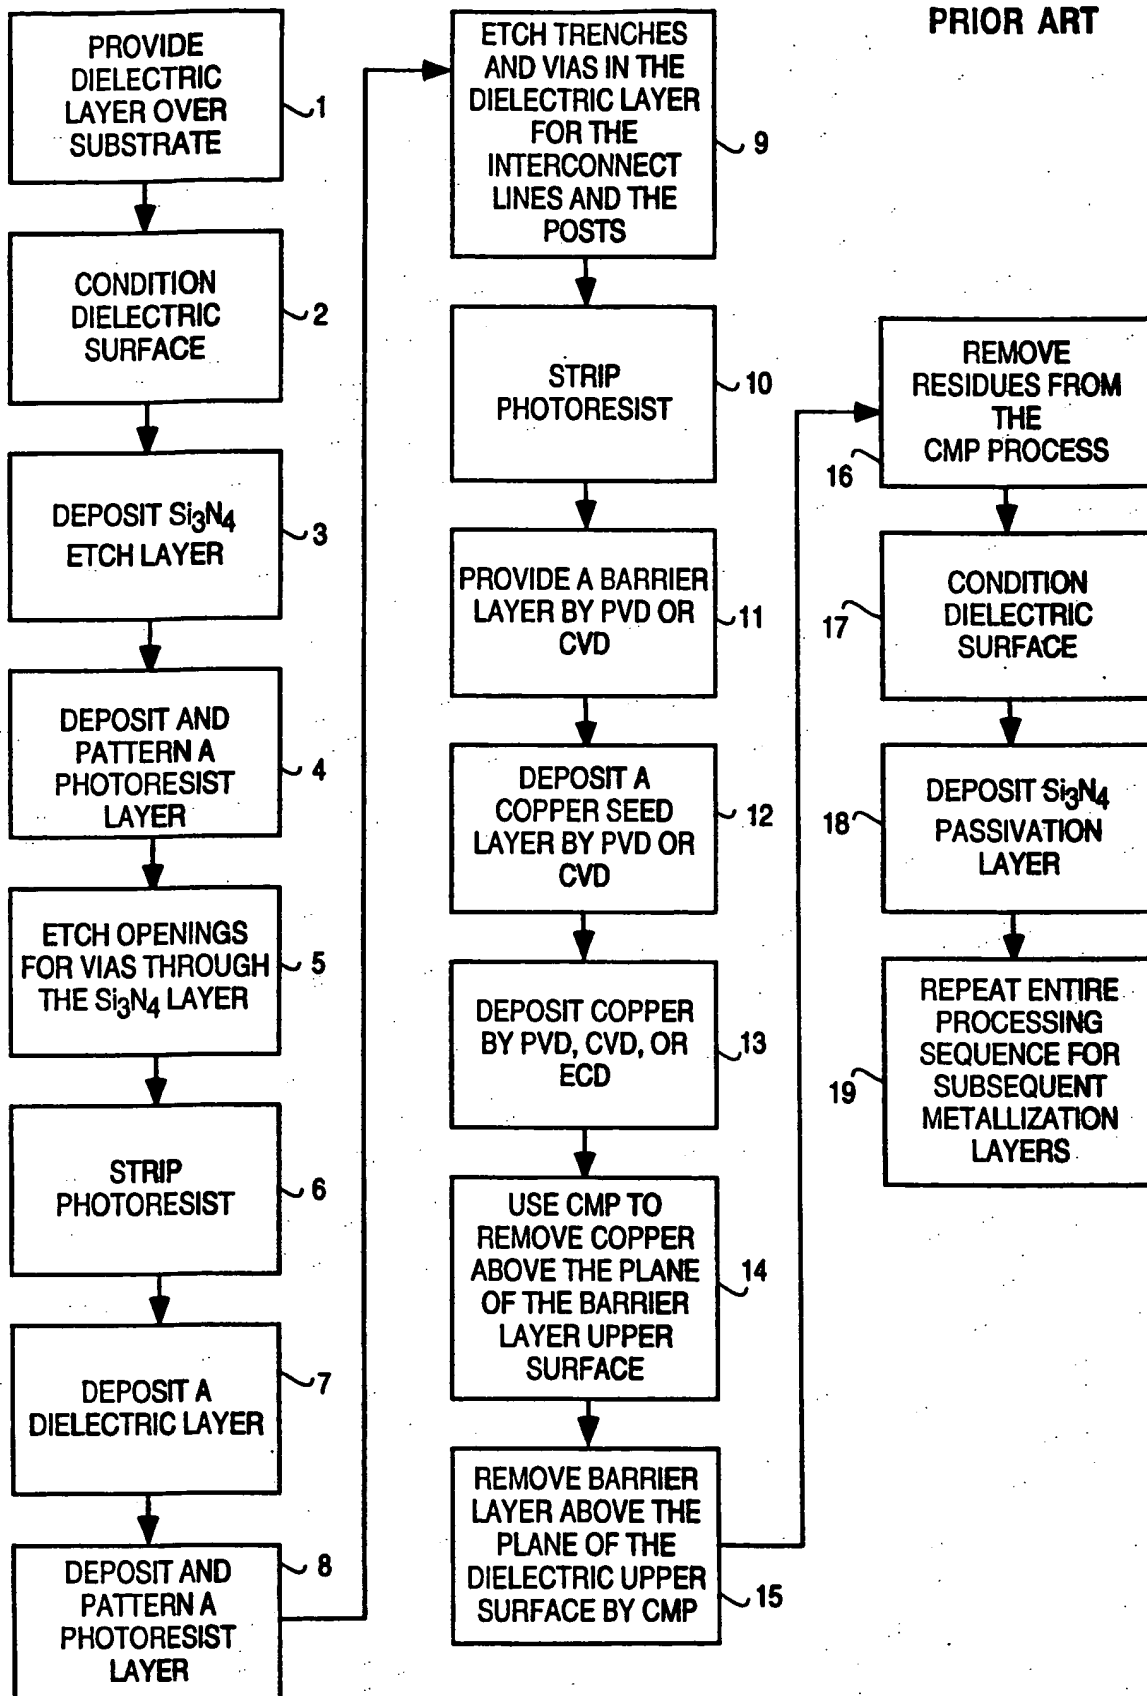 PRIOR ART
PROVIDE
DIELECTRIC
LAYER OVER
SUBSTRATE
1
CONDITION
DIELECTRIC
SURFACE
2
DEPOSIT Si₃N₄
ETCH LAYER
3
DEPOSIT AND
PATTERN A
PHOTORESIST
LAYER
4
ETCH OPENINGS
FOR VIAS THROUGH
THE Si₃N₄ LAYER
5
STRIP
PHOTORESIST
6
DEPOSIT A
DIELECTRIC LAYER
7
DEPOSIT AND
PATTERN A
PHOTORESIST
LAYER
8
ETCH TRENCHES
AND VIAS IN THE
DIELECTRIC LAYER
FOR THE
INTERCONNECT
LINES AND THE
POSTS
9
STRIP
PHOTORESIST
10
PROVIDE A BARRIER
LAYER BY PVD OR
CVD
11
DEPOSIT A
COPPER SEED
LAYER BY PVD OR
CVD
12
DEPOSIT COPPER
BY PVD, CVD, OR
ECD
13
USE CMP TO
REMOVE COPPER
ABOVE THE PLANE
OF THE BARRIER
LAYER UPPER
SURFACE
14
REMOVE BARRIER
LAYER ABOVE THE
PLANE OF THE
DIELECTRIC UPPER
SURFACE BY CMP
15
REMOVE
RESIDUES FROM
THE
CMP PROCESS
16
CONDITION
DIELECTRIC
SURFACE
17
DEPOSIT Si₃N₄
PASSIVATION
LAYER
18
REPEAT ENTIRE
PROCESSING
SEQUENCE FOR
SUBSEQUENT
METALLIZATION
LAYERS
19